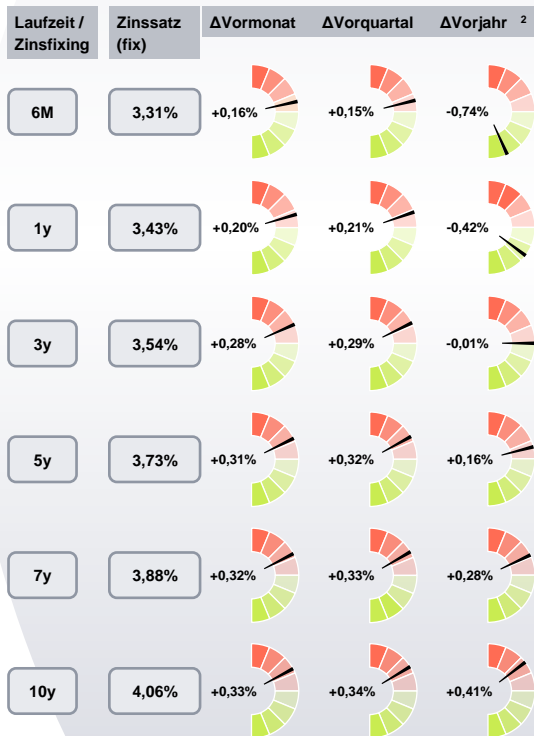 Laufzeit / Zinssatz ΔVormonat ΔVorquartal ΔVorjahr ²
Zinsfixing (fix)
6M 3,31% +0,16% +0,15% -0,74%
1y 3,43% +0,20% +0,21% -0,42%
3y 3,54% +0,28% +0,29% -0,01%
5y 3,73% +0,31% +0,32% +0,16%
7y 3,88% +0,32% +0,33% +0,28%
10y 4,06% +0,33% +0,34% +0,41%